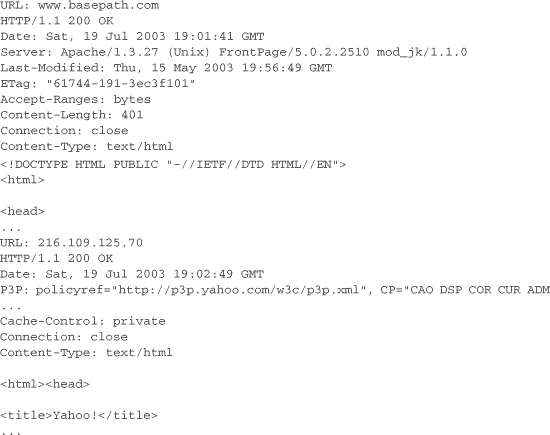 URL: www.basepath.com
HTTP/1.1 200 OK
Date: Sat, 19 Jul 2003 19:01:41 GMT
Server: Apache/1.3.27 (Unix) FrontPage/5.0.2.2510 mod_jk/1.1.0
Last-Modified: Thu, 15 May 2003 19:56:49 GMT
ETag: "61744-191-3ec3f101"
Accept-Ranges: bytes
Content-Length: 401
Connection: close
Content-Type: text/html
<!DOCTYPE HTML PUBLIC "-//IETF//DTD HTML//EN">
<html>
<head>
...
URL: 216.109.125.70
HTTP/1.1 200 OK
Date: Sat, 19 Jul 2003 19:02:49 GMT
P3P: policyref="http://p3p.yahoo.com/w3c/p3p.xml", CP="CAO DSP COR CUR ADM
...
Cache-Control: private
Connection: close
Content-Type: text/html
<html><head>
<title>Yahoo!</title>
...